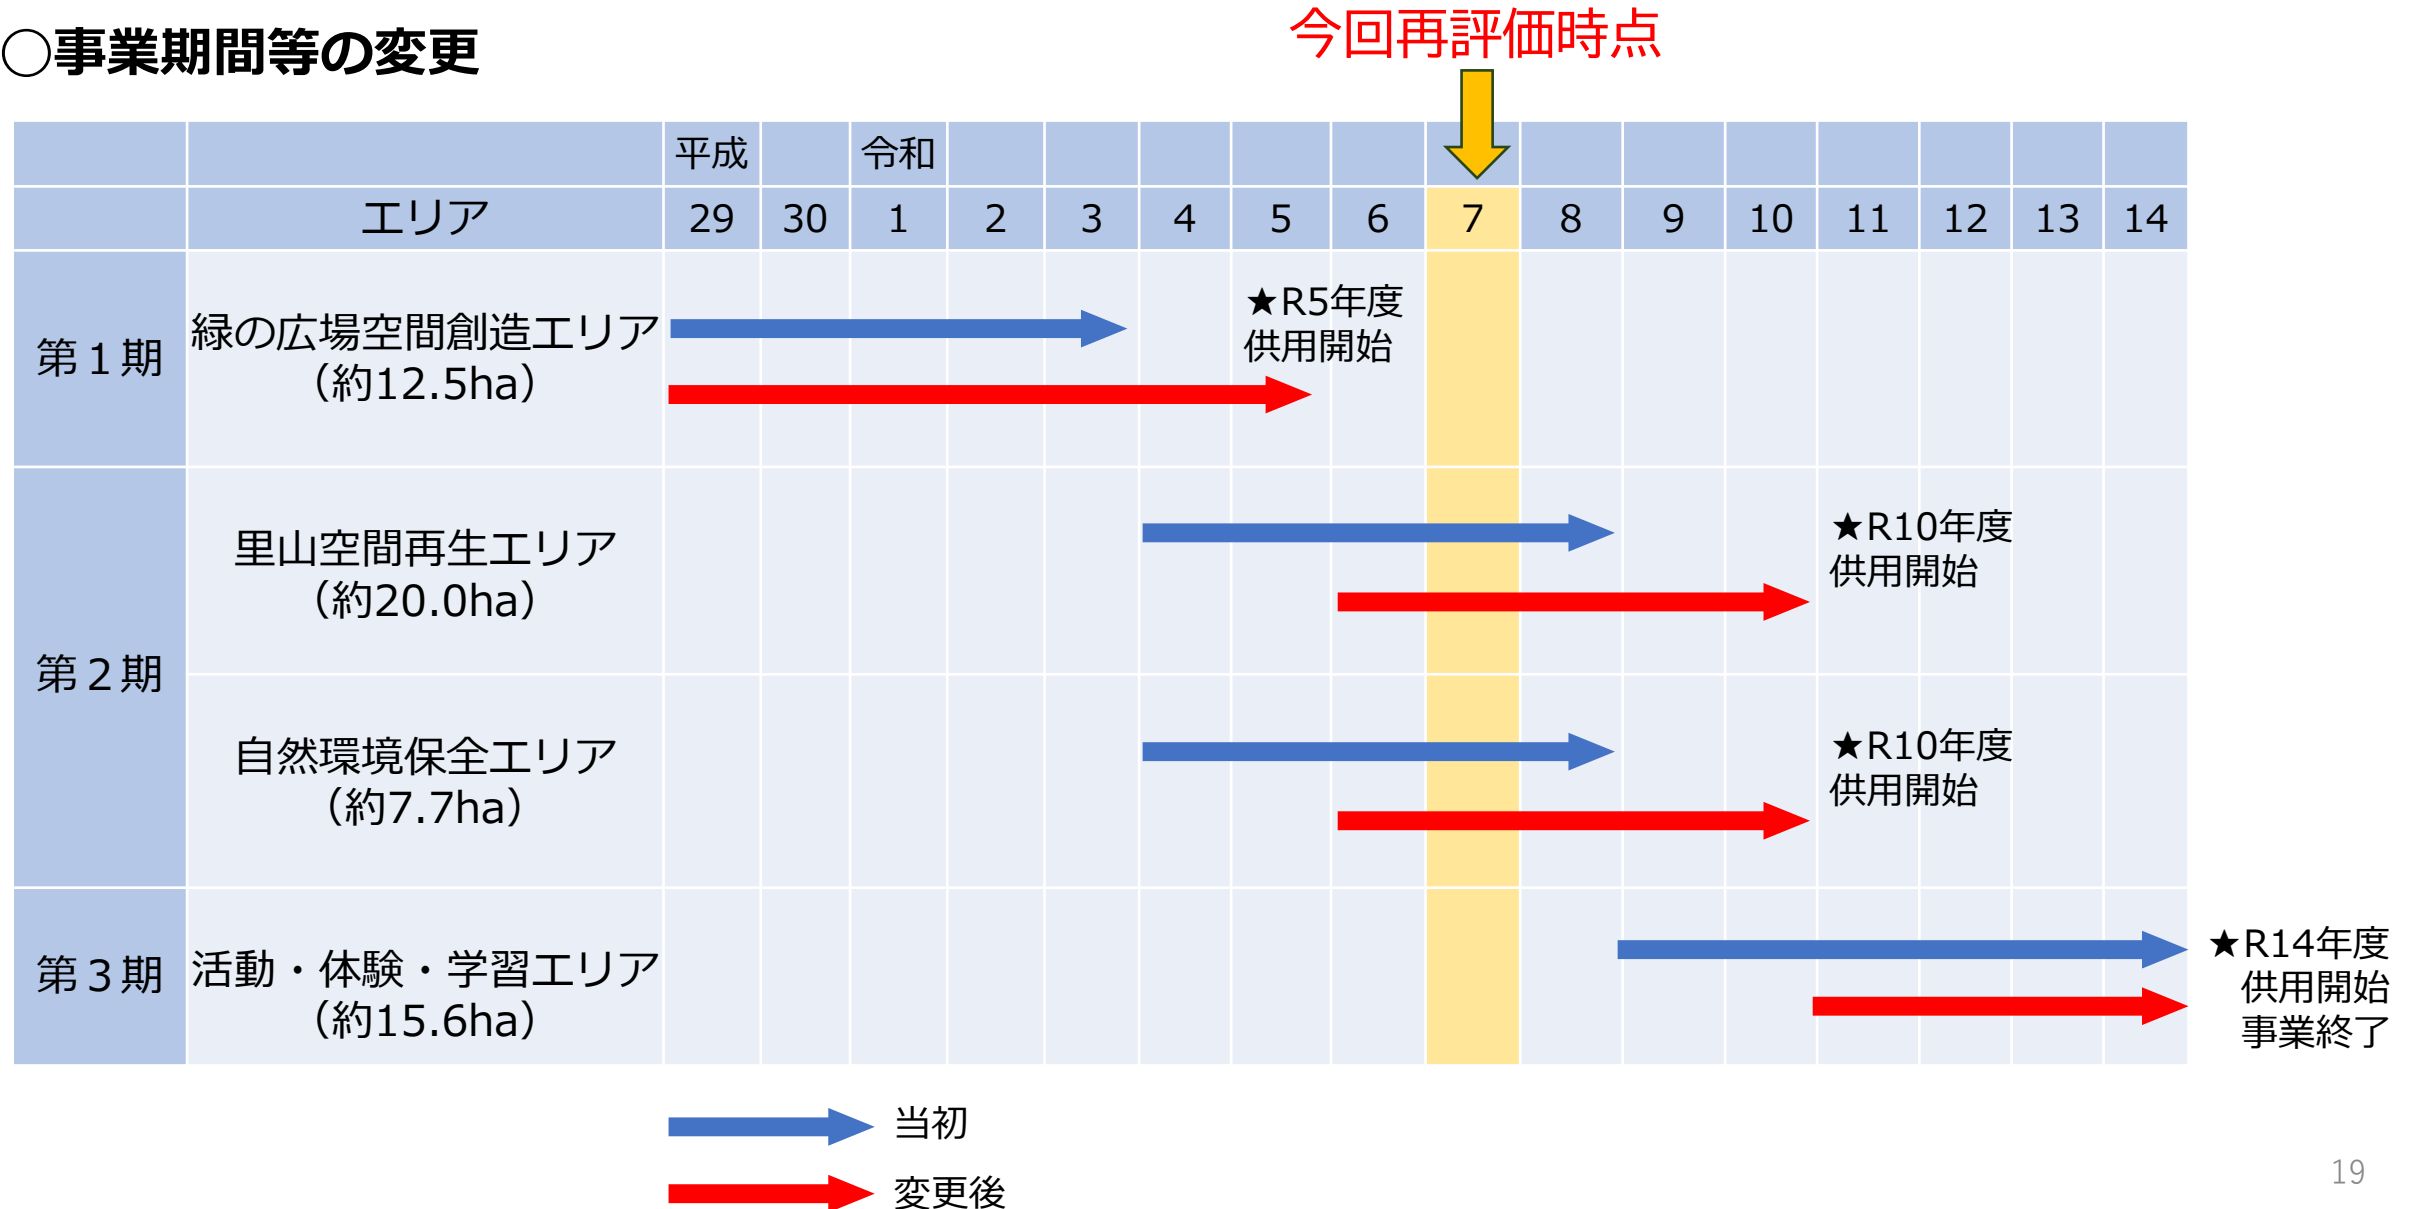 ○事業期間等の変更
今回再評価時点
平成 令和
エリア 29 30 1 2 3 4 5 6 7 8 9 10 11 12 13 14
第１期
緑の広場空間創造エリア
（約12.5ha）
★R5年度
供用開始
第２期
里山空間再生エリア
（約20.0ha）
★R10年度
供用開始
自然環境保全エリア
（約7.7ha）
★R10年度
供用開始
第３期
活動・体験・学習エリア
（約15.6ha）
★R14年度
供用開始
事業終了
当初
変更後
19